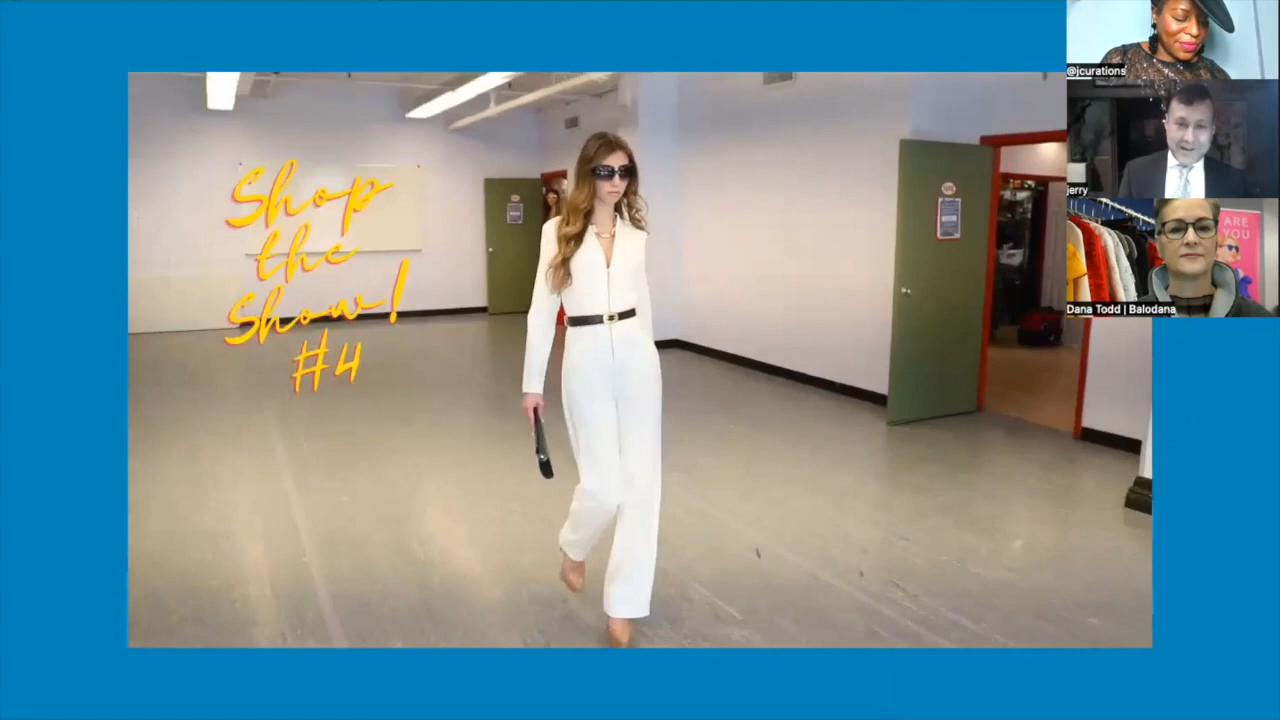 Shop
the
Show!
#4
@jcurations
jerry
Dana Todd | Balodana
ARE
YOU